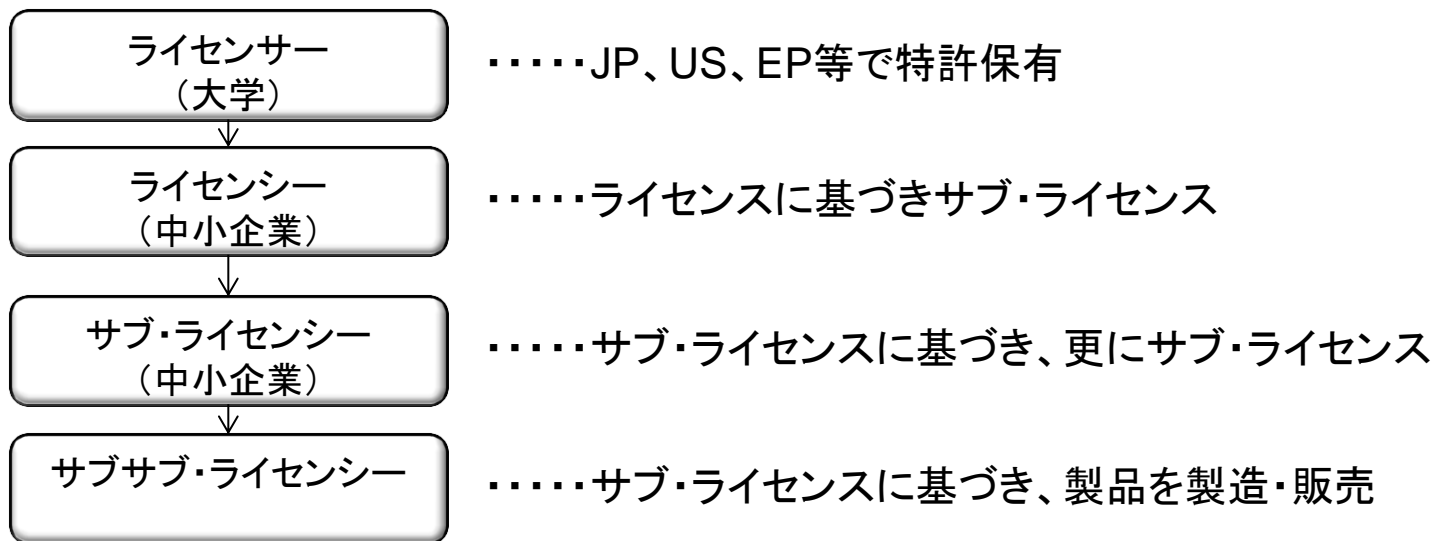 ライセンサー
（大学）
・・・・・JP、US、EP等で特許保有
ライセンシー
（中小企業）
・・・・・ライセンスに基づきサブ・ライセンス
サブ・ライセンシー
（中小企業）
・・・・・サブ・ライセンスに基づき、更にサブ・ライセンス
サブサブ・ライセンシー
・・・・・サブ・ライセンスに基づき、製品を製造・販売